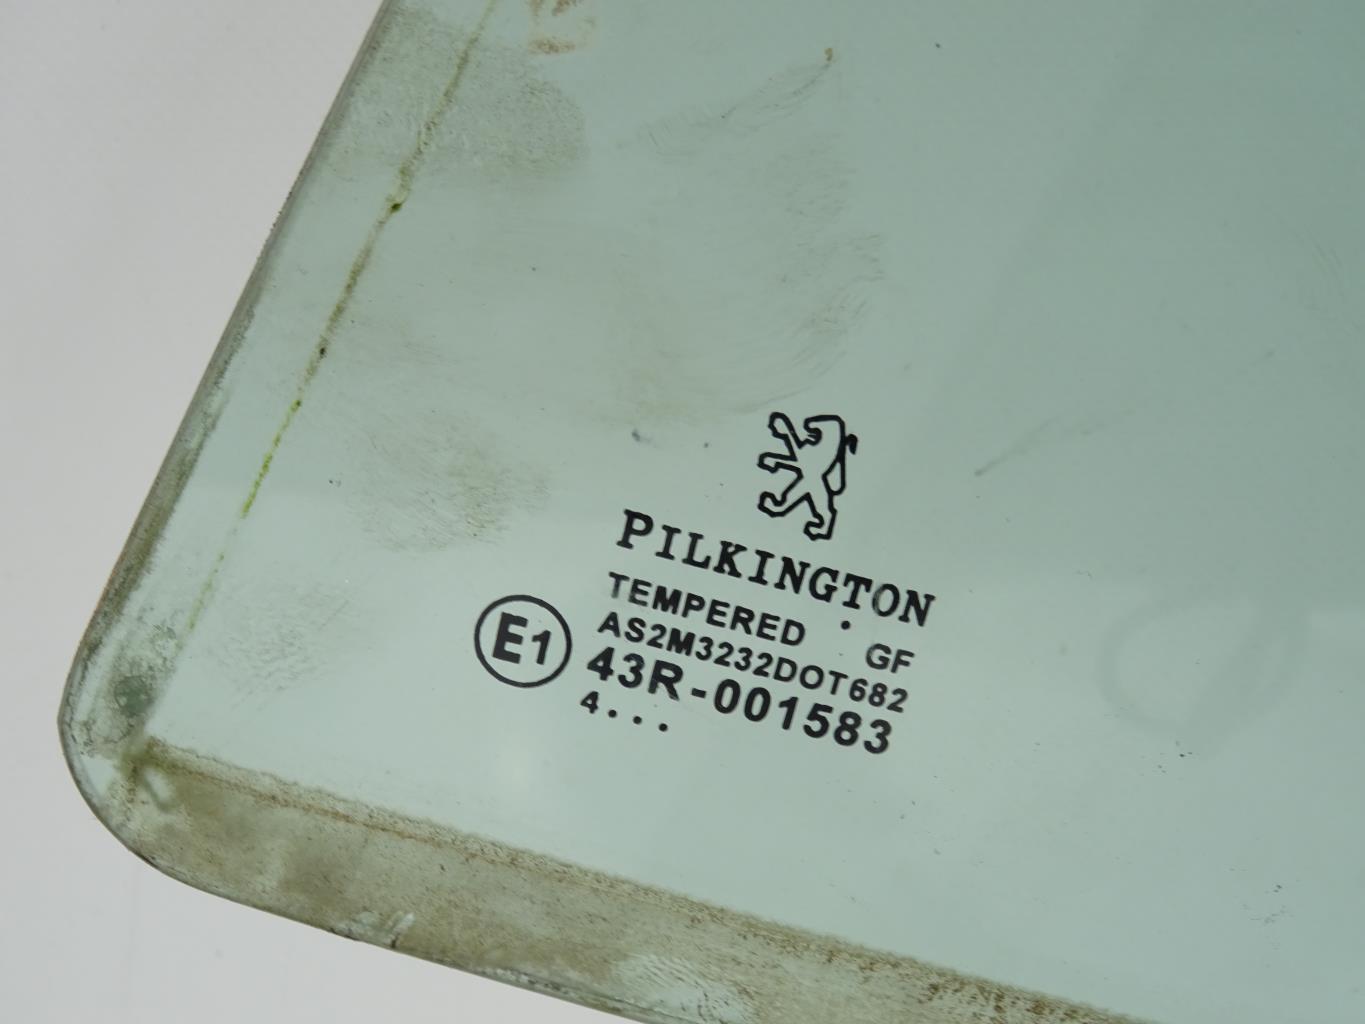 PILKINGTON
TEMPERED GF
AS2M3232DOT682
E1
43R-001583
4...